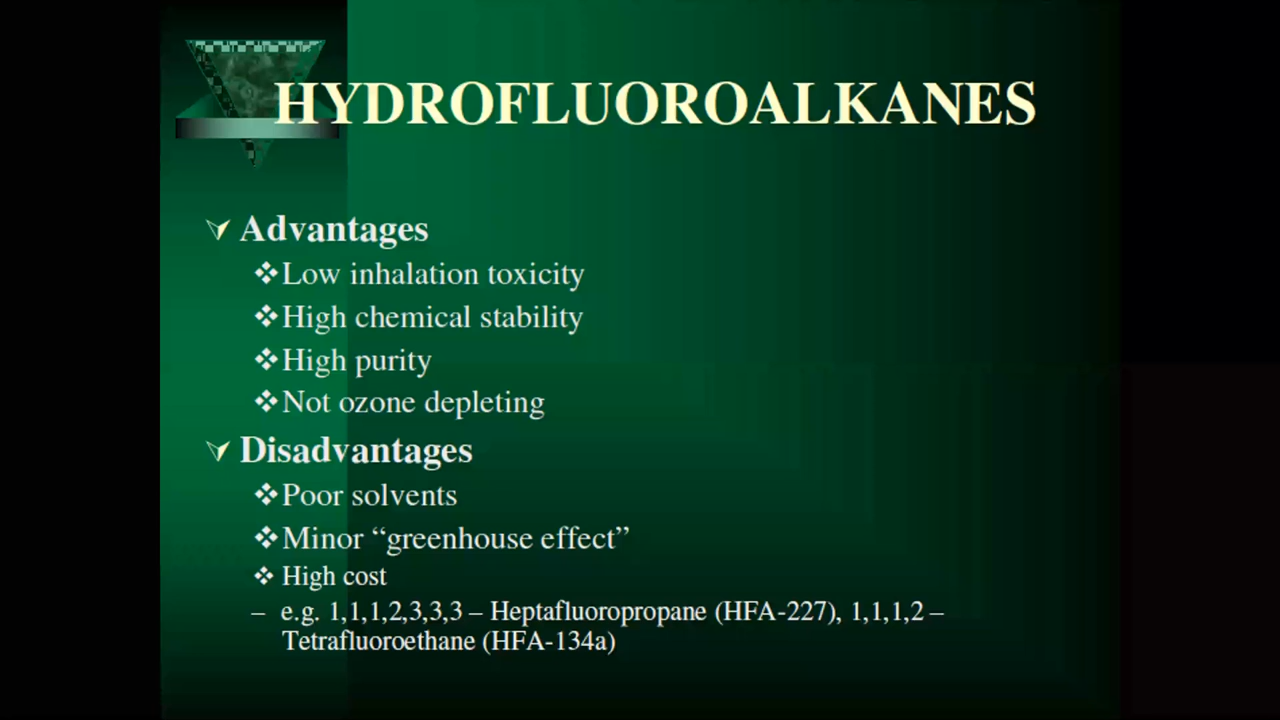 HYDROFLUOROALKANES
Advantages
Low inhalation toxicity
High chemical stability
High purity
Not ozone depleting
Disadvantages
Poor solvents
Minor “greenhouse effect”
High cost
– e.g. 1,1,1,2,3,3,3 – Heptafluoropropane (HFA-227), 1,1,1,2 –
Tetrafluoroethane (HFA-134a)